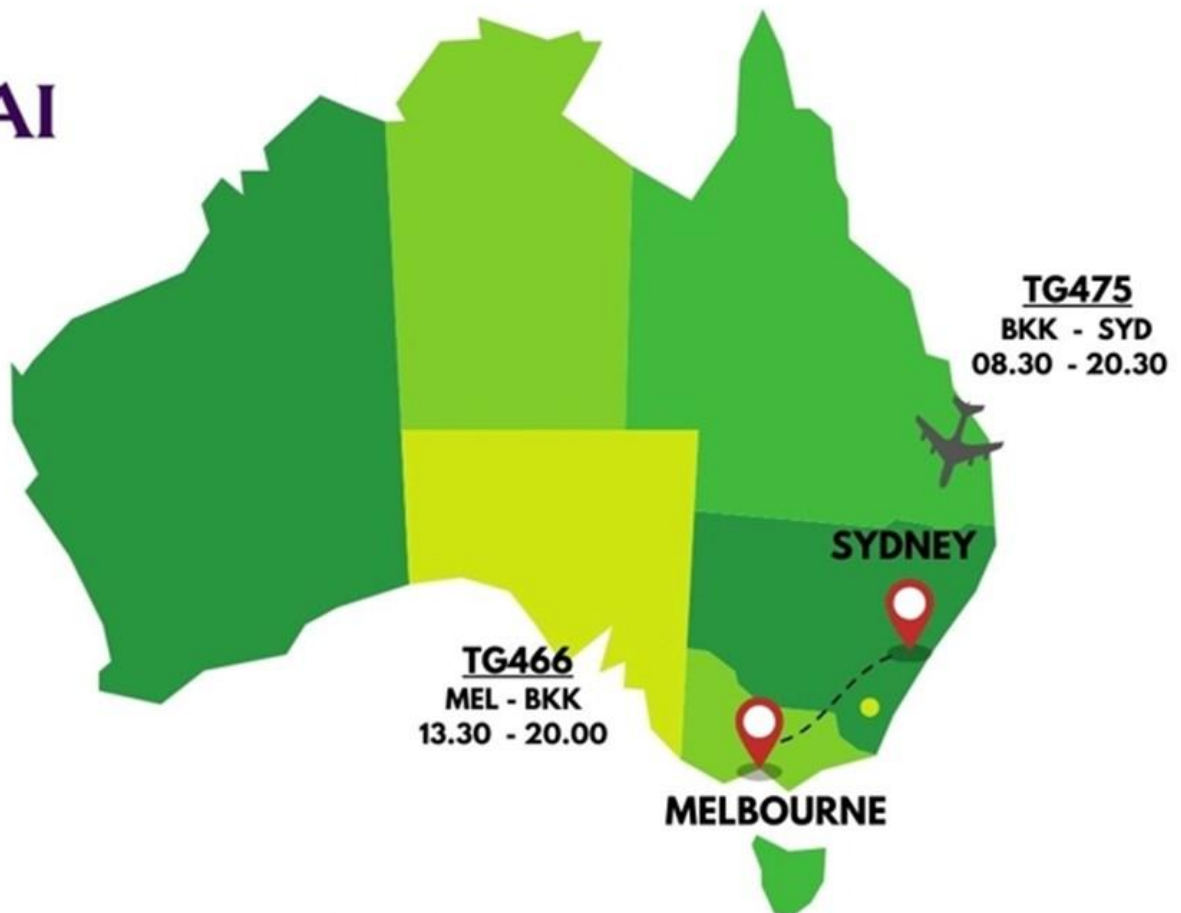 AI
TG475
BKK - SYD
08.30 - 20.30
SYDNEY
TG466
MEL - BKK
13.30 - 20.00
MELBOURNE